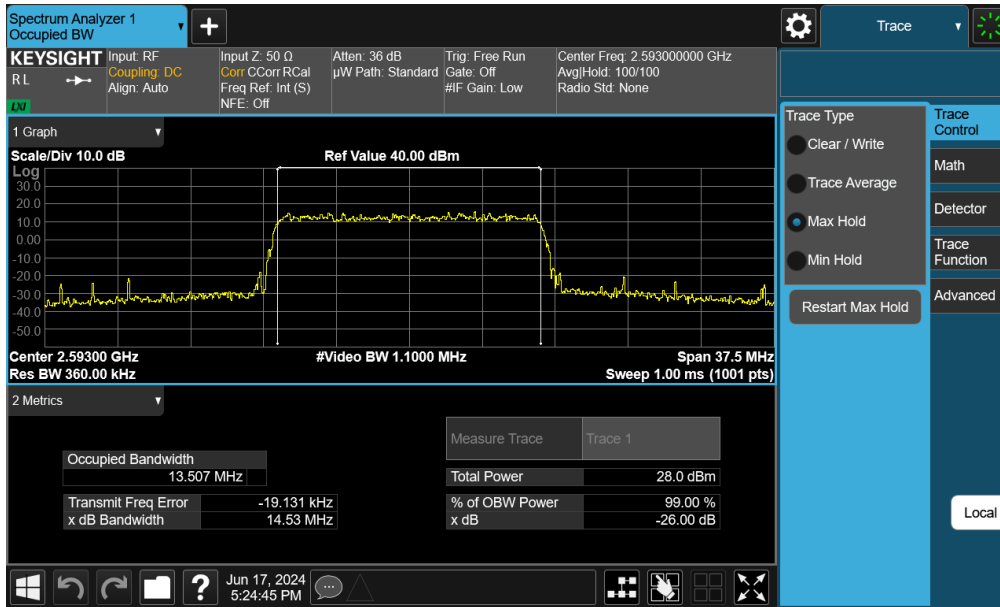 Spectrum Analyzer 1
Occupied BW
Trace
KEYSIGHT
R L
LXI
Input: RF
Coupling: DC
Align: Auto
Input Z: 50 Ω
Corr CCorr RCal
Freq Ref: Int (S)
NFE: Off
Atten: 36 dB
µW Path: Standard
Trig: Free Run
Gate: Off
#IF Gain: Low
Center Freq: 2.593000000 GHz
Avg|Hold: 100/100
Radio Std: None
1 Graph
Scale/Div 10.0 dB
Ref Value 40.00 dBm
Log
30.0
20.0
10.0
0.00
-10.0
-20.0
-30.0
-40.0
-50.0
Center 2.59300 GHz
#Video BW 1.1000 MHz
Span 37.5 MHz
Res BW 360.00 kHz
Sweep 1.00 ms (1001 pts)
2 Metrics
Measure Trace
Trace 1
Occupied Bandwidth
13.507 MHz
Total Power
28.0 dBm
Transmit Freq Error
-19.131 kHz
% of OBW Power
99.00 %
x dB Bandwidth
14.53 MHz
x dB
-26.00 dB
Trace Type
Clear / Write
Trace Average
Max Hold
Min Hold
Restart Max Hold
Trace
Control
Math
Detector
Trace
Function
Advanced
Local
?
Jun 17, 2024
5:24:45 PM